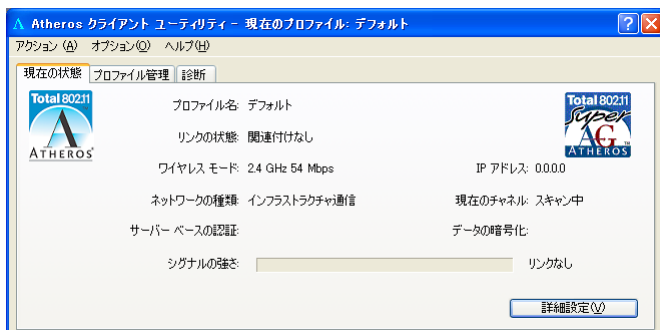 Atheros クライアント ユーティリティ - 現在のプロファイル: デフォルト
アクション(A) オプション(O) ヘルプ(H)
現在の状態 プロファイル管理 診断
Total 802.11
ATHEROS
Total 802.11
Super
AG
ATHEROS
プロファイル名: デフォルト
リンクの状態: 関連付けなし
ワイヤレス モード: 2.4 GHz 54 Mbps IP アドレス: 0.0.0.0
ネットワークの種類: インフラストラクチャ通信 現在のチャネル: スキャン中
サーバー ベースの認証: データの暗号化:
シグナルの強さ: リンクなし
詳細設定(V)